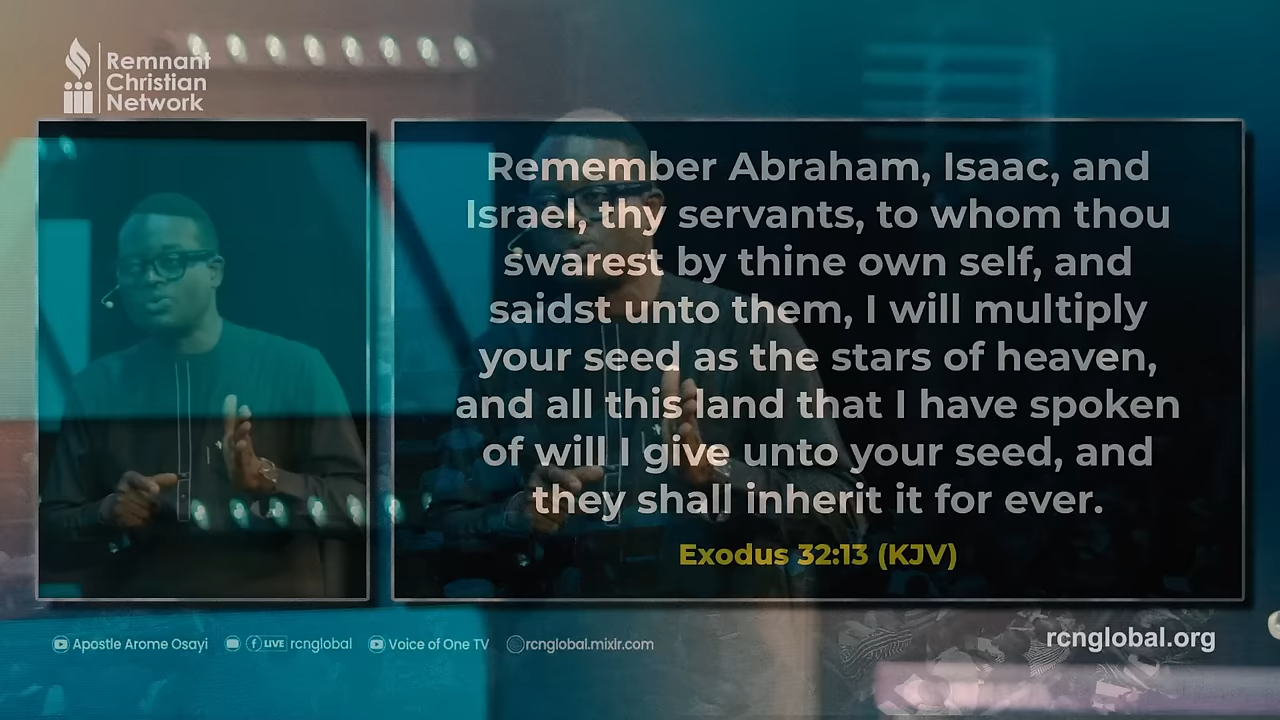 Remnant
Christian
Network
Remember Abraham, Isaac, and
Israel, thy servants, to whom thou
swarest by thine own self, and
saidst unto them, I will multiply
your seed as the stars of heaven,
and all this land that I have spoken
of will I give unto your seed, and
they shall inherit it for ever.
Exodus 32:13 (KJV)
Apostle Arome Osayi f LIVE rcnglobal Voice of One TV rcnglobal.mixlr.com
rcnglobal.org